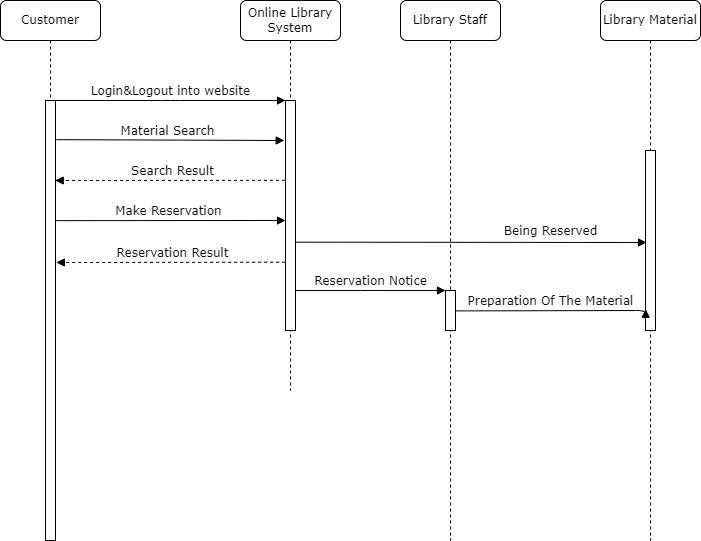 Customer
Online Library
System
Library Staff
Library Material
Login&Logout into website
Material Search
Search Result
Make Reservation
Being Reserved
Reservation Result
Reservation Notice
Preparation Of The Material